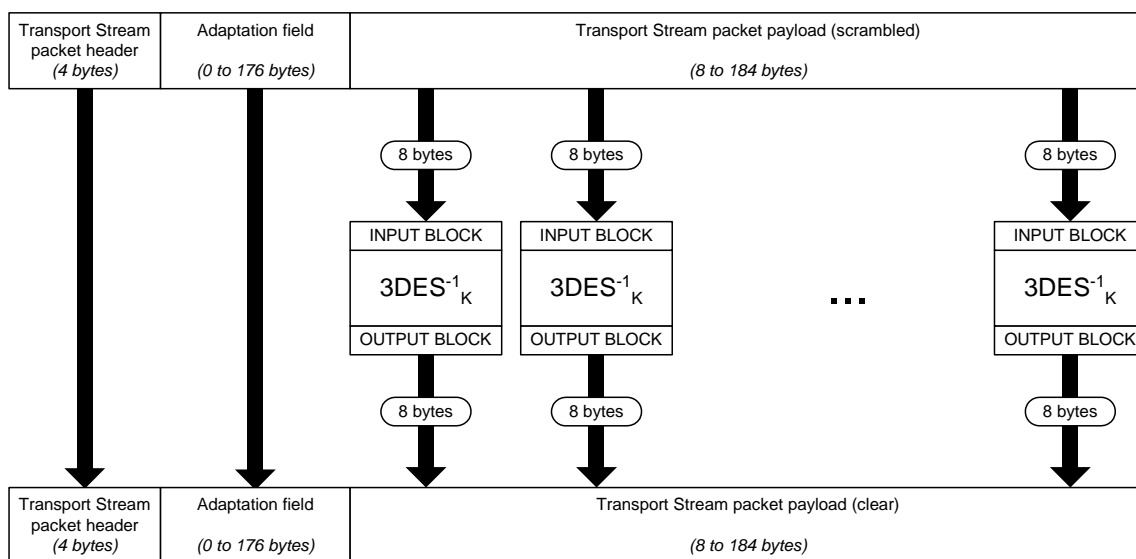 Transport Stream
packet header
(4 bytes)
Adaptation field
(0 to 176 bytes)
Transport Stream packet payload (scrambled)
(8 to 184 bytes)
8 bytes
8 bytes
8 bytes
INPUT BLOCK
INPUT BLOCK
INPUT BLOCK
3DES-1K
3DES-1K
...
3DES-1K
OUTPUT BLOCK
OUTPUT BLOCK
OUTPUT BLOCK
8 bytes
8 bytes
8 bytes
Transport Stream
packet header
(4 bytes)
Adaptation field
(0 to 176 bytes)
Transport Stream packet payload (clear)
(8 to 184 bytes)